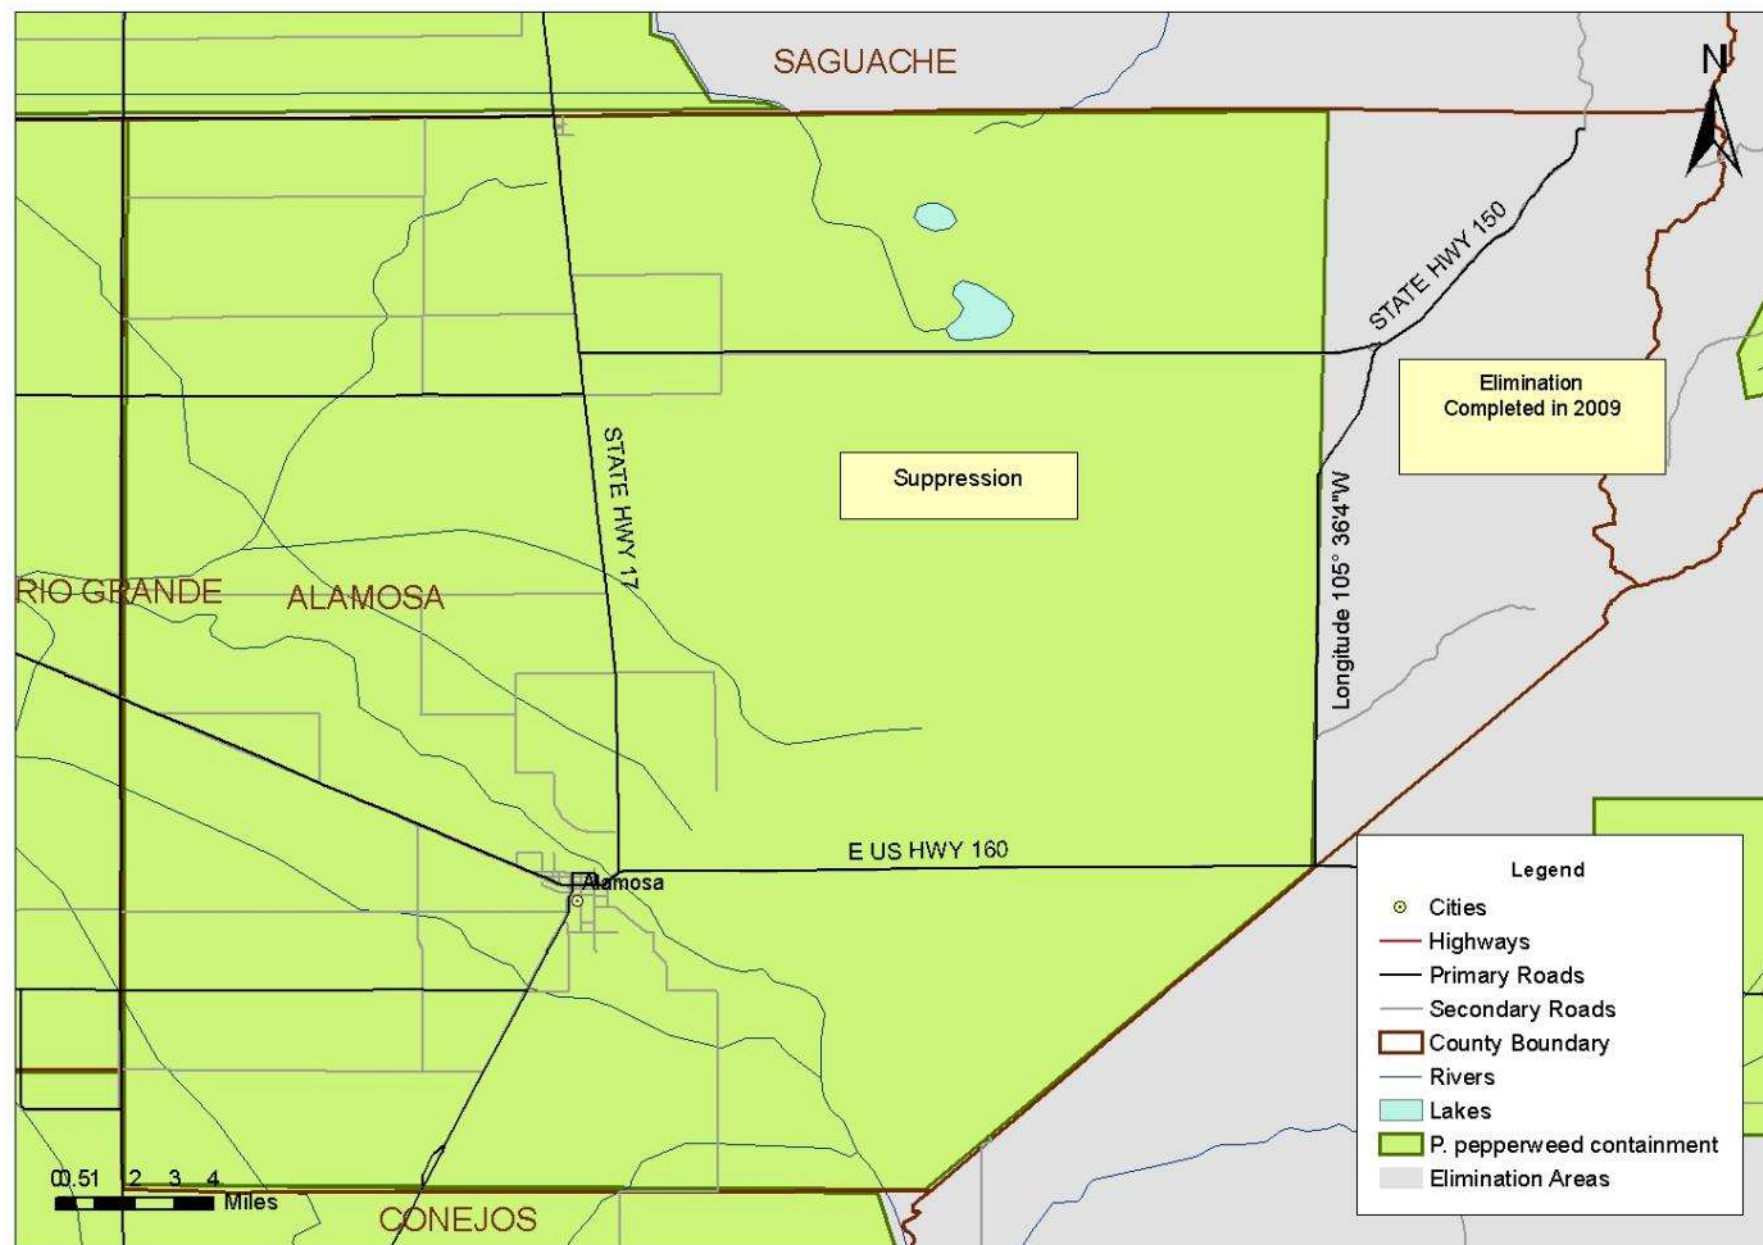 SAGUACHE
N
STATE HWY 150
Elimination
Completed in 2009
Suppression
STATE HWY 17
Longitude 105° 36'4"W
RIO GRANDE
ALAMOSA
E US HWY 160
Alamosa
Legend
Cities
Highways
Primary Roads
Secondary Roads
County Boundary
Rivers
Lakes
P. pepperweed containment
Elimination Areas
0 0.5 1 2 3 4
Miles
CONEJOS